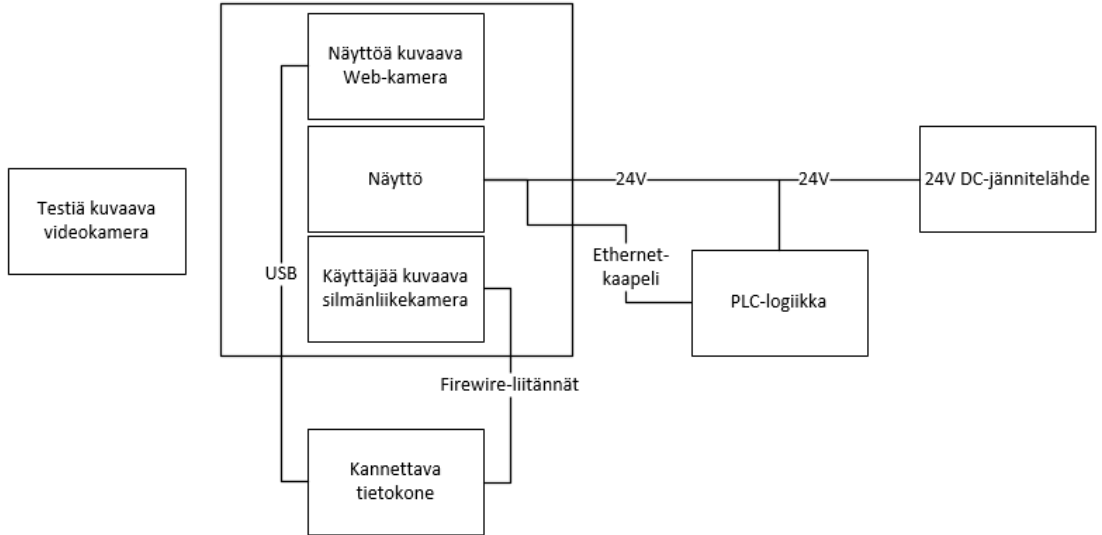 Näyttöä kuvaava
Web-kamera
Näyttö
24V
24V
24V DC-jännitelähde
Testiä kuvaava
videokamera
USB
Käyttäjää kuvaava
silmänliikekamera
Ethernet-
kaapeli
PLC-logiikka
Firewire-liitännät
Kannettava
tietokone